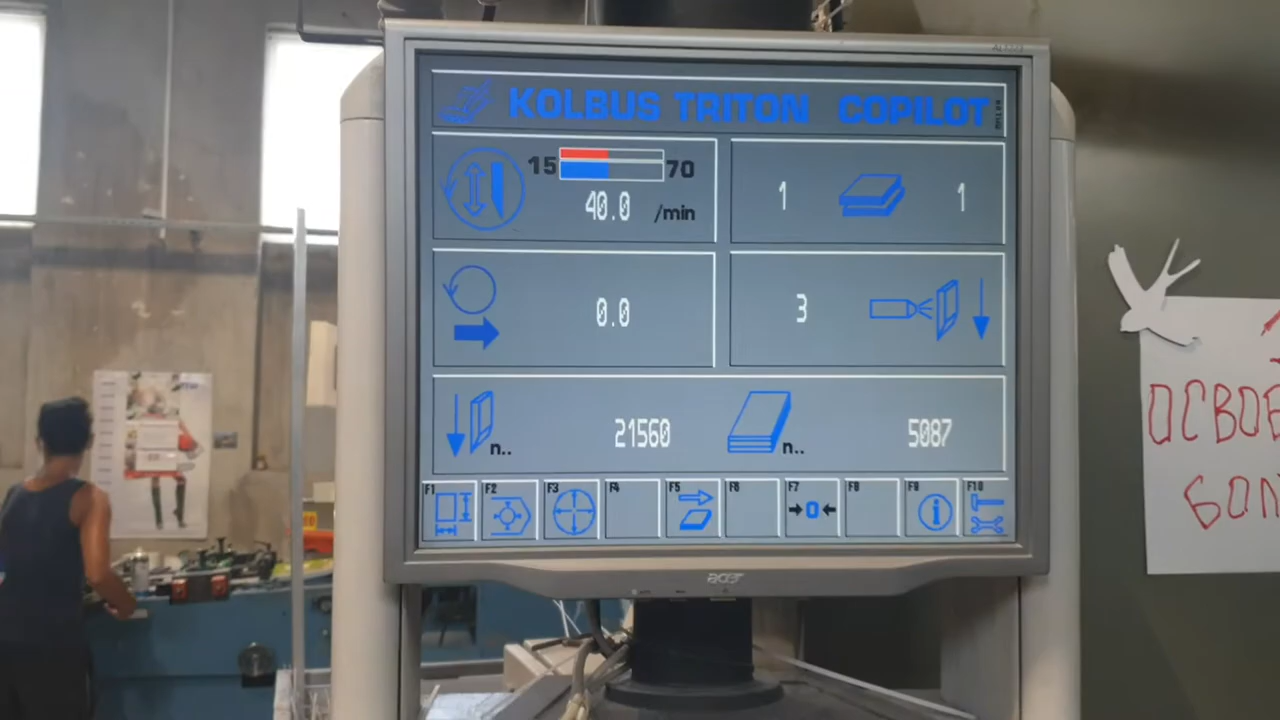 KOLBUS TRITON COPILOT
15 70
40.0 /min
1 1
0.0
3
n.. 21560 n.. 5087
F1 F2 F3 F4 F5 F6 F7 F8 F9 F10
0
i
acer
ОСВОБ
БОЛ